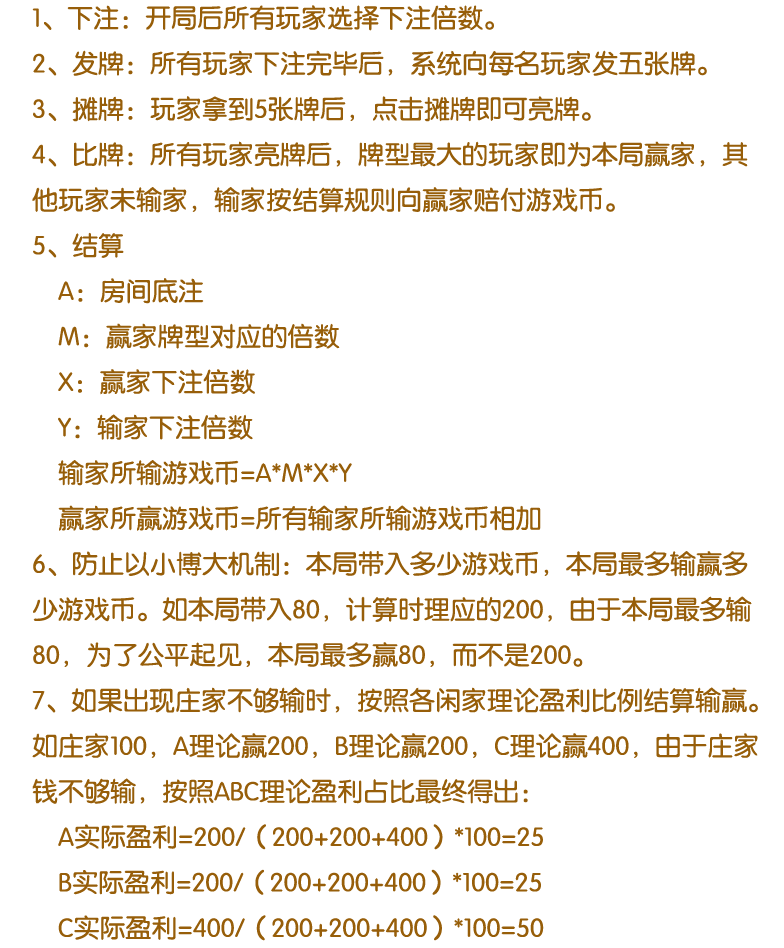 1、下注：开局后所有玩家选择下注倍数。
2、发牌：所有玩家下注完毕后，系统向每名玩家发五张牌。
3、摊牌：玩家拿到5张牌后，点击摊牌即可亮牌。
4、比牌：所有玩家亮牌后，牌型最大的玩家即为本局赢家，其
他玩家未输家，输家按结算规则向赢家赔付游戏币。
5、结算
A：房间底注
M：赢家牌型对应的倍数
X：赢家下注倍数
Y：输家下注倍数
输家所输游戏币=A*M*X*Y
赢家所赢游戏币=所有输家所输游戏币相加
6、防止以小博大机制：本局带入多少游戏币，本局最多输赢多
少游戏币。如本局带入80，计算时理应的200，由于本局最多输
80，为了公平起见，本局最多赢80，而不是200。
7、如果出现庄家不够输时，按照各闲家理论盈利比例结算输赢。
如庄家100，A理论赢200，B理论赢200，C理论赢400，由于庄家
钱不够输，按照ABC理论盈利占比最终得出：
A实际盈利=200/（200+200+400）*100=25
B实际盈利=200/（200+200+400）*100=25
C实际盈利=400/（200+200+400）*100=50